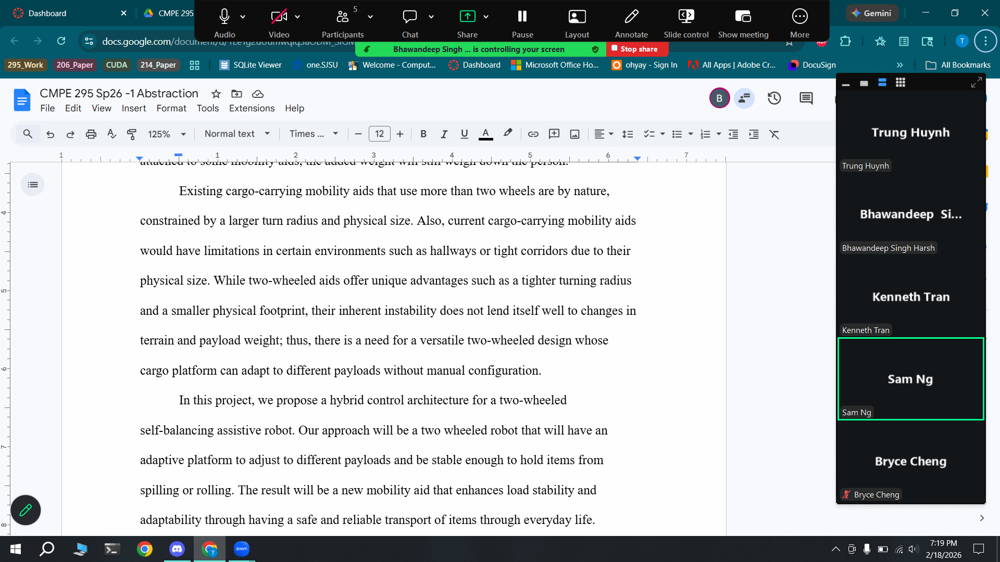 Dashboard
CMPE 295
Audio
Video
5
Participants
Chat
Share
Pause
Layout
Annotate
Slide control
Show meeting
More
Gemini
docs.google.com/document/d/
Bhawandeep Singh ... is controlling your screen
Stop share
T
295_Work
206_Paper
CUDA
214_Paper
SQLite Viewer
one.SJSU
Welcome - Comput...
Dashboard
Microsoft Office Ho...
ohyay - Sign In
All Apps | Adobe Cr...
DocuSign
All Bookmarks
CMPE 295 Sp26 -1 Abstraction
B
File Edit View Insert Format Tools Extensions Help
125%
Normal text
Times ...
12
1 1 2 3 4 5 6 7
attached to some mobility aids, the added weight will still weigh down the person.
Existing cargo-carrying mobility aids that use more than two wheels are by nature,
constrained by a larger turn radius and physical size. Also, current cargo-carrying mobility aids
would have limitations in certain environments such as hallways or tight corridors due to their
physical size. While two-wheeled aids offer unique advantages such as a tighter turning radius
and a smaller physical footprint, their inherent instability does not lend itself well to changes in
terrain and payload weight; thus, there is a need for a versatile two-wheeled design whose
cargo platform can adapt to different payloads without manual configuration.
In this project, we propose a hybrid control architecture for a two-wheeled
self-balancing assistive robot. Our approach will be a two wheeled robot that will have an
adaptive platform to adjust to different payloads and be stable enough to hold items from
spilling or rolling. The result will be a new mobility aid that enhances load stability and
adaptability through having a safe and reliable transport of items through everyday life.
4
5
6
7
8
Trung Huynh
Trung Huynh
Bhawandeep Si...
Bhawandeep Singh Harsh
Kenneth Tran
Kenneth Tran
Sam Ng
Sam Ng
Bryce Cheng
Bryce Cheng
zoom
7:19 PM
2/18/2026